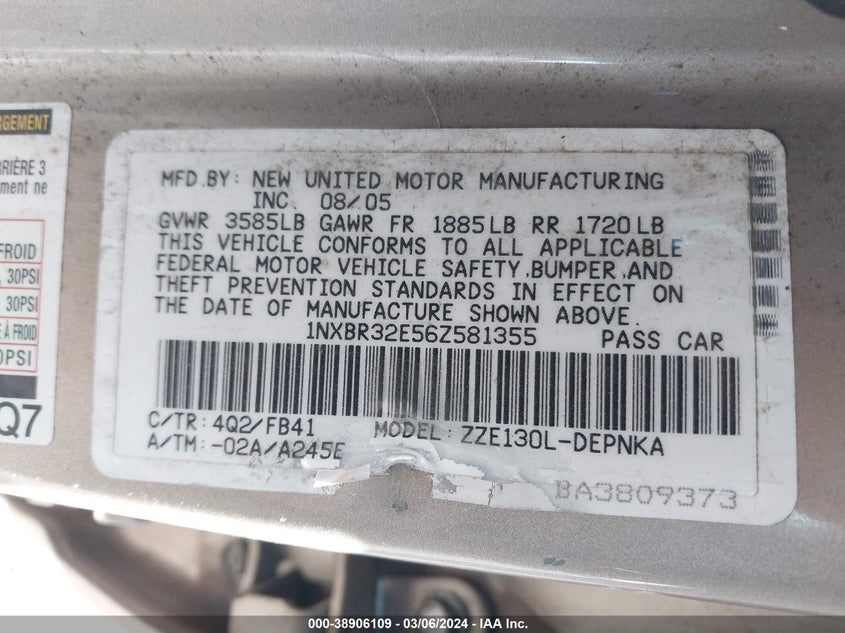 RGEMENT
RRIÈRE 3
ment ne
FROID
, 30PSI
30PSI
E À FROID
0PSI
Q7
MFD.BY: NEW UNITED MOTOR MANUFACTURING
INC. 08/05
GVWR 3585LB GAWR FR 1885LB RR 1720LB
THIS VEHICLE CONFORMS TO ALL APPLICABLE
FEDERAL MOTOR VEHICLE SAFETY,BUMPER,AND
THEFT PREVENTION STANDARDS IN EFFECT ON
THE DATE OF MANUFACTURE SHOWN ABOVE.
1NXBR32E56Z581355 PASS CAR
C/TR: 4Q2/FB41 MODEL: ZZE130L-DEPNKA
A/TM: -02A/A245E
BA3809373
000-38906109 - 03/06/2024 - IAA Inc.